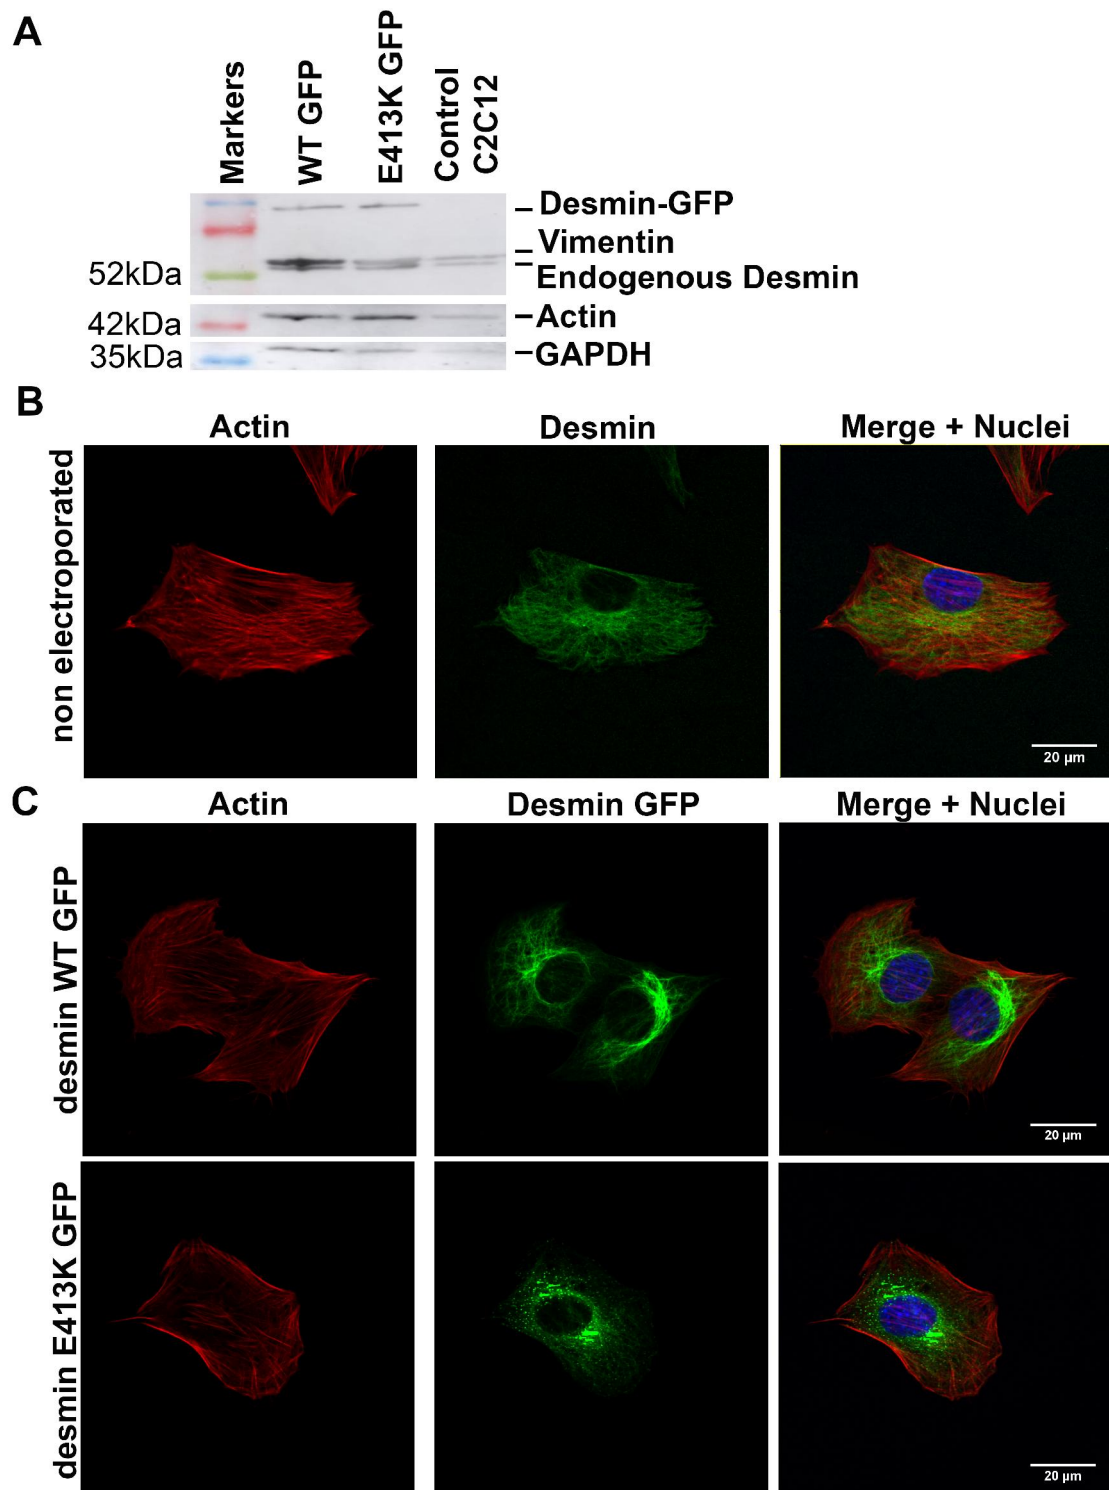 A
Markers
WT GFP
E413K GFP
Control
C2C12
Desmin-GFP
Vimentin
52kDa
Endogenous Desmin
42kDa
Actin
35kDa
GAPDH
B
Actin
Desmin
Merge + Nuclei
non electroporated
20 µm
C
Actin
Desmin GFP
Merge + Nuclei
desmin WT GFP
20 µm
desmin E413K GFP
20 µm